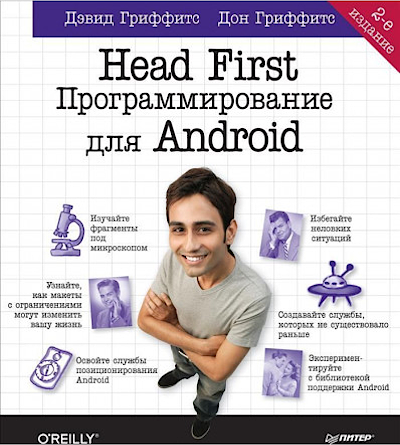 Дэвид Гриффитс Дон Гриффитс
2-е
издание
Head First
Программирование
для Android
Изучайте
фрагменты
под
микроскопом
Избегайте
неловких
ситуаций
Узнайте,
как макеты
с ограничениями
могут изменить
вашу жизнь
Создавайте службы,
которых не существовало
раньше
Освойте службы
позиционирования
Android
Эксперимен-
тируйте
с библиотекой
поддержки Android
O'REILLY®
ПИТЕР®